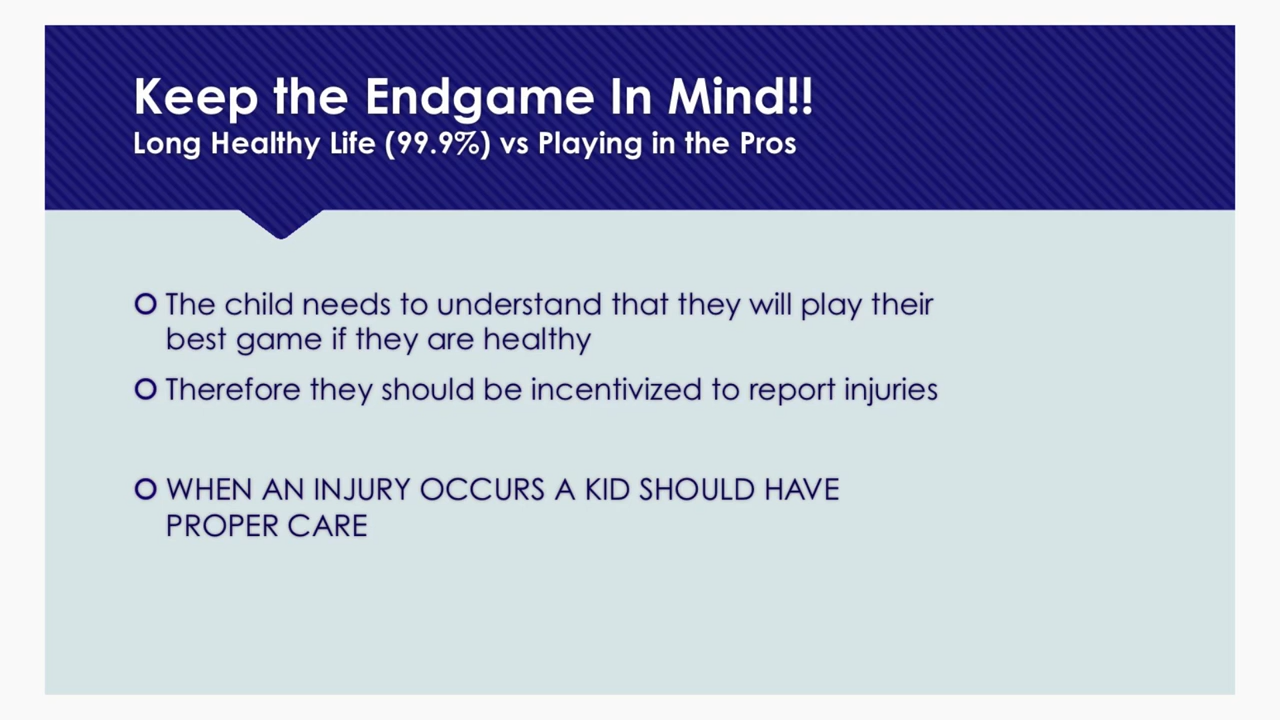 Keep the Endgame In Mind!!
Long Healthy Life (99.9%) vs Playing in the Pros
The child needs to understand that they will play their
best game if they are healthy
Therefore they should be incentivized to report injuries
WHEN AN INJURY OCCURS A KID SHOULD HAVE
PROPER CARE